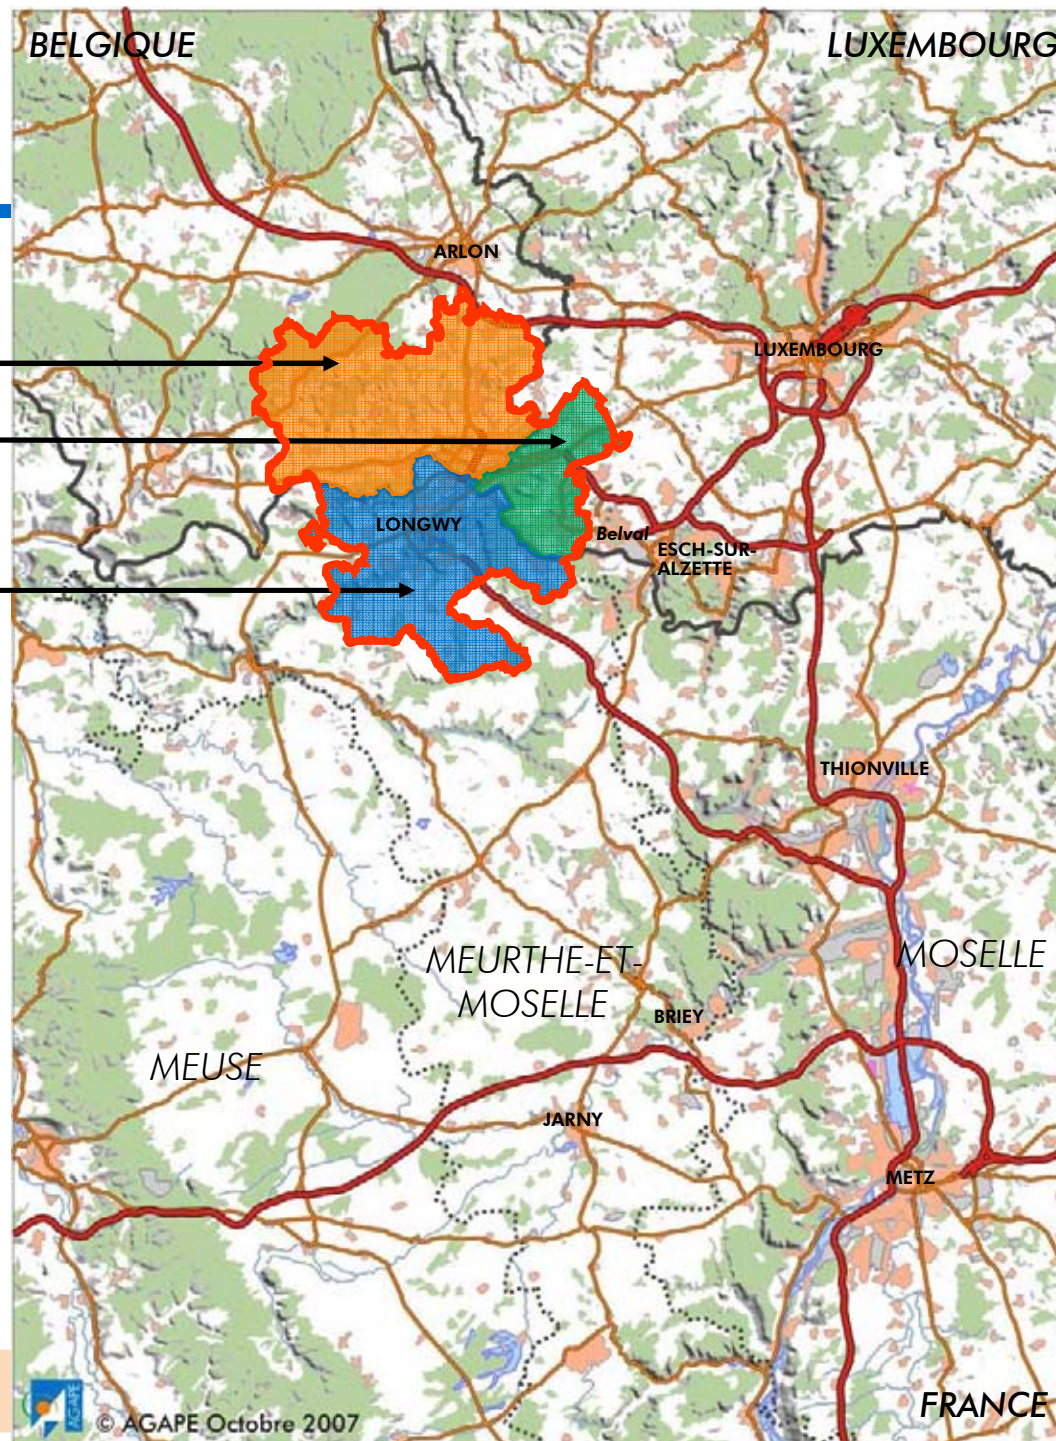 BELGIQUE
LUXEMBOURG
ARLON
LUXEMBOURG
LONGWY
Belval
ESCH-SUR-
ALZETTE
THIONVILLE
MEURTHE-ET-
MOSELLE
MOSELLE
BRIEY
MEUSE
JARNY
METZ
FRANCE
AGAPE
© AGAPE Octobre 2007